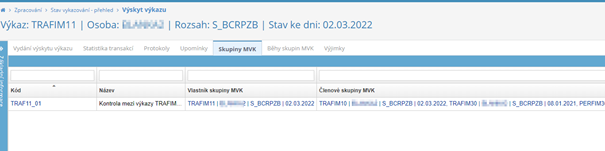 Zpracování › Stav vykazování - přehled › Výskyt výkazu
Výkaz: TRAFIM11 | Osoba: | Rozsah: S_BCRPZB | Stav ke dni: 02.03.2022
Vydání výskytu výkazu Statistika transakcí Protokoly Upomínky Skupiny MVK Běhy skupin MVK Výjimky
Kód Název Vlastník skupiny MVK Členové skupiny MVK
TRAF11_01 Kontrola mezi výkazy TRAFIM... TRAFIM11 | | S_BCRPZB | 02.03.2022 TRAFIM10 | | S_BCRPZB | 02.03.2022, TRAFIM30 | | S_BCRPZB | 08.01.2021, PERFIM3